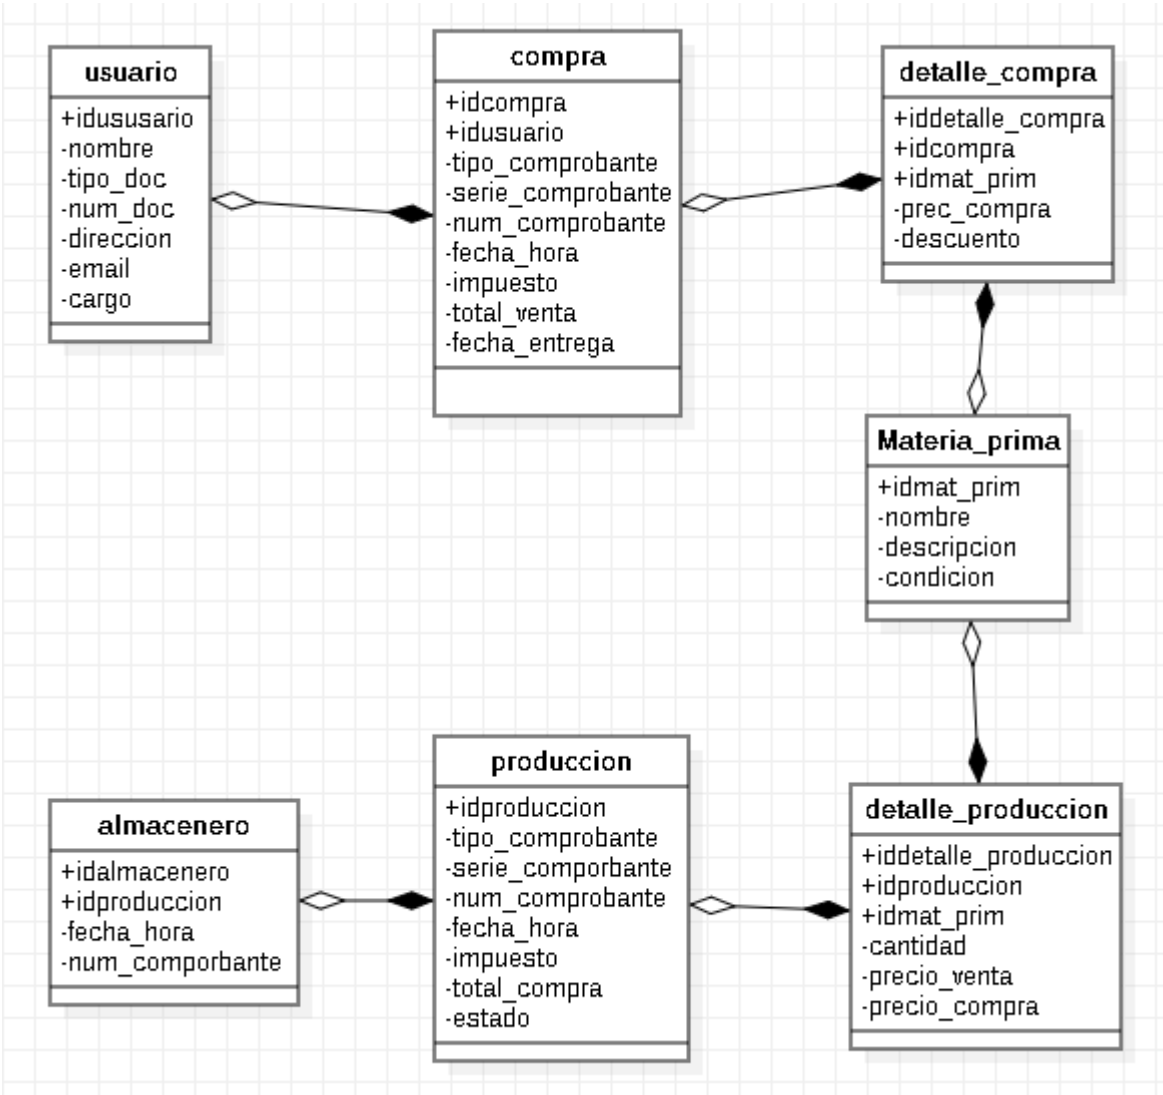 usuario
+idususario
-nombre
-tipo_doc
-num_doc
-direccion
-email
-cargo
compra
+idcompra
+idusuario
-tipo_comprobante
-serie_comprobante
-num_comprobante
-fecha_hora
-impuesto
-total_venta
-fecha_entrega
detalle_compra
+iddetalle_compra
+idcompra
+idmat_prim
-prec_compra
-descuento
Materia_prima
+idmat_prim
-nombre
-descripcion
-condicion
almacenero
+idalmacenero
+idproduccion
-fecha_hora
-num_comporbante
produccion
+idproduccion
-tipo_comprobante
-serie_comporbante
-num_comprobante
-fecha_hora
-impuesto
-total_compra
-estado
detalle_produccion
+iddetalle_produccion
+idproduccion
+idmat_prim
-cantidad
-precio_venta
-precio_compra